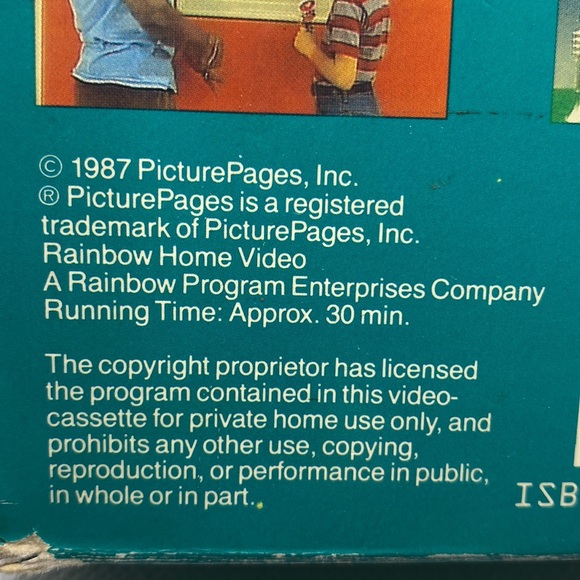 © 1987 PicturePages, Inc.
® PicturePages is a registered
trademark of PicturePages, Inc.
Rainbow Home Video
A Rainbow Program Enterprises Company
Running Time: Approx. 30 min.
The copyright proprietor has licensed
the program contained in this video-
cassette for private home use only, and
prohibits any other use, copying,
reproduction, or performance in public,
in whole or in part.
ISB